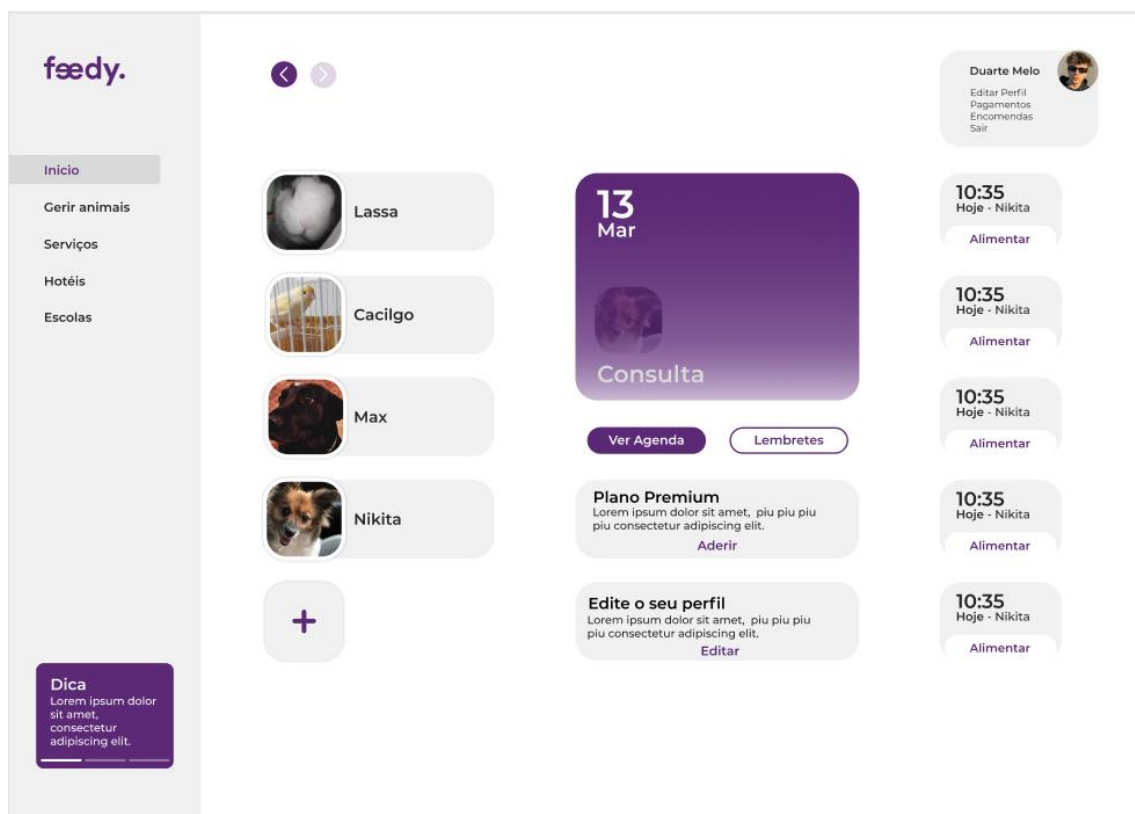 fædy.
Inicio
Gerir animais
Serviços
Hotéis
Escolas
Dica
Lorem ipsum dolor
sit amet,
consectetur
adipiscing elit.
Lassa
Cacilgo
Max
Nikita
+
13
Mar
Consulta
Ver Agenda
Lembretes
Plano Premium
Lorem ipsum dolor sit amet, piu piu piu
piu consectetur adipiscing elit.
Aderir
Edite o seu perfil
Lorem ipsum dolor sit amet, piu piu piu
piu consectetur adipiscing elit.
Editar
Duarte Melo
Editar Perfil
Pagamentos
Encomendas
Sair
10:35
Hoje - Nikita
Alimentar
10:35
Hoje - Nikita
Alimentar
10:35
Hoje - Nikita
Alimentar
10:35
Hoje - Nikita
Alimentar
10:35
Hoje - Nikita
Alimentar